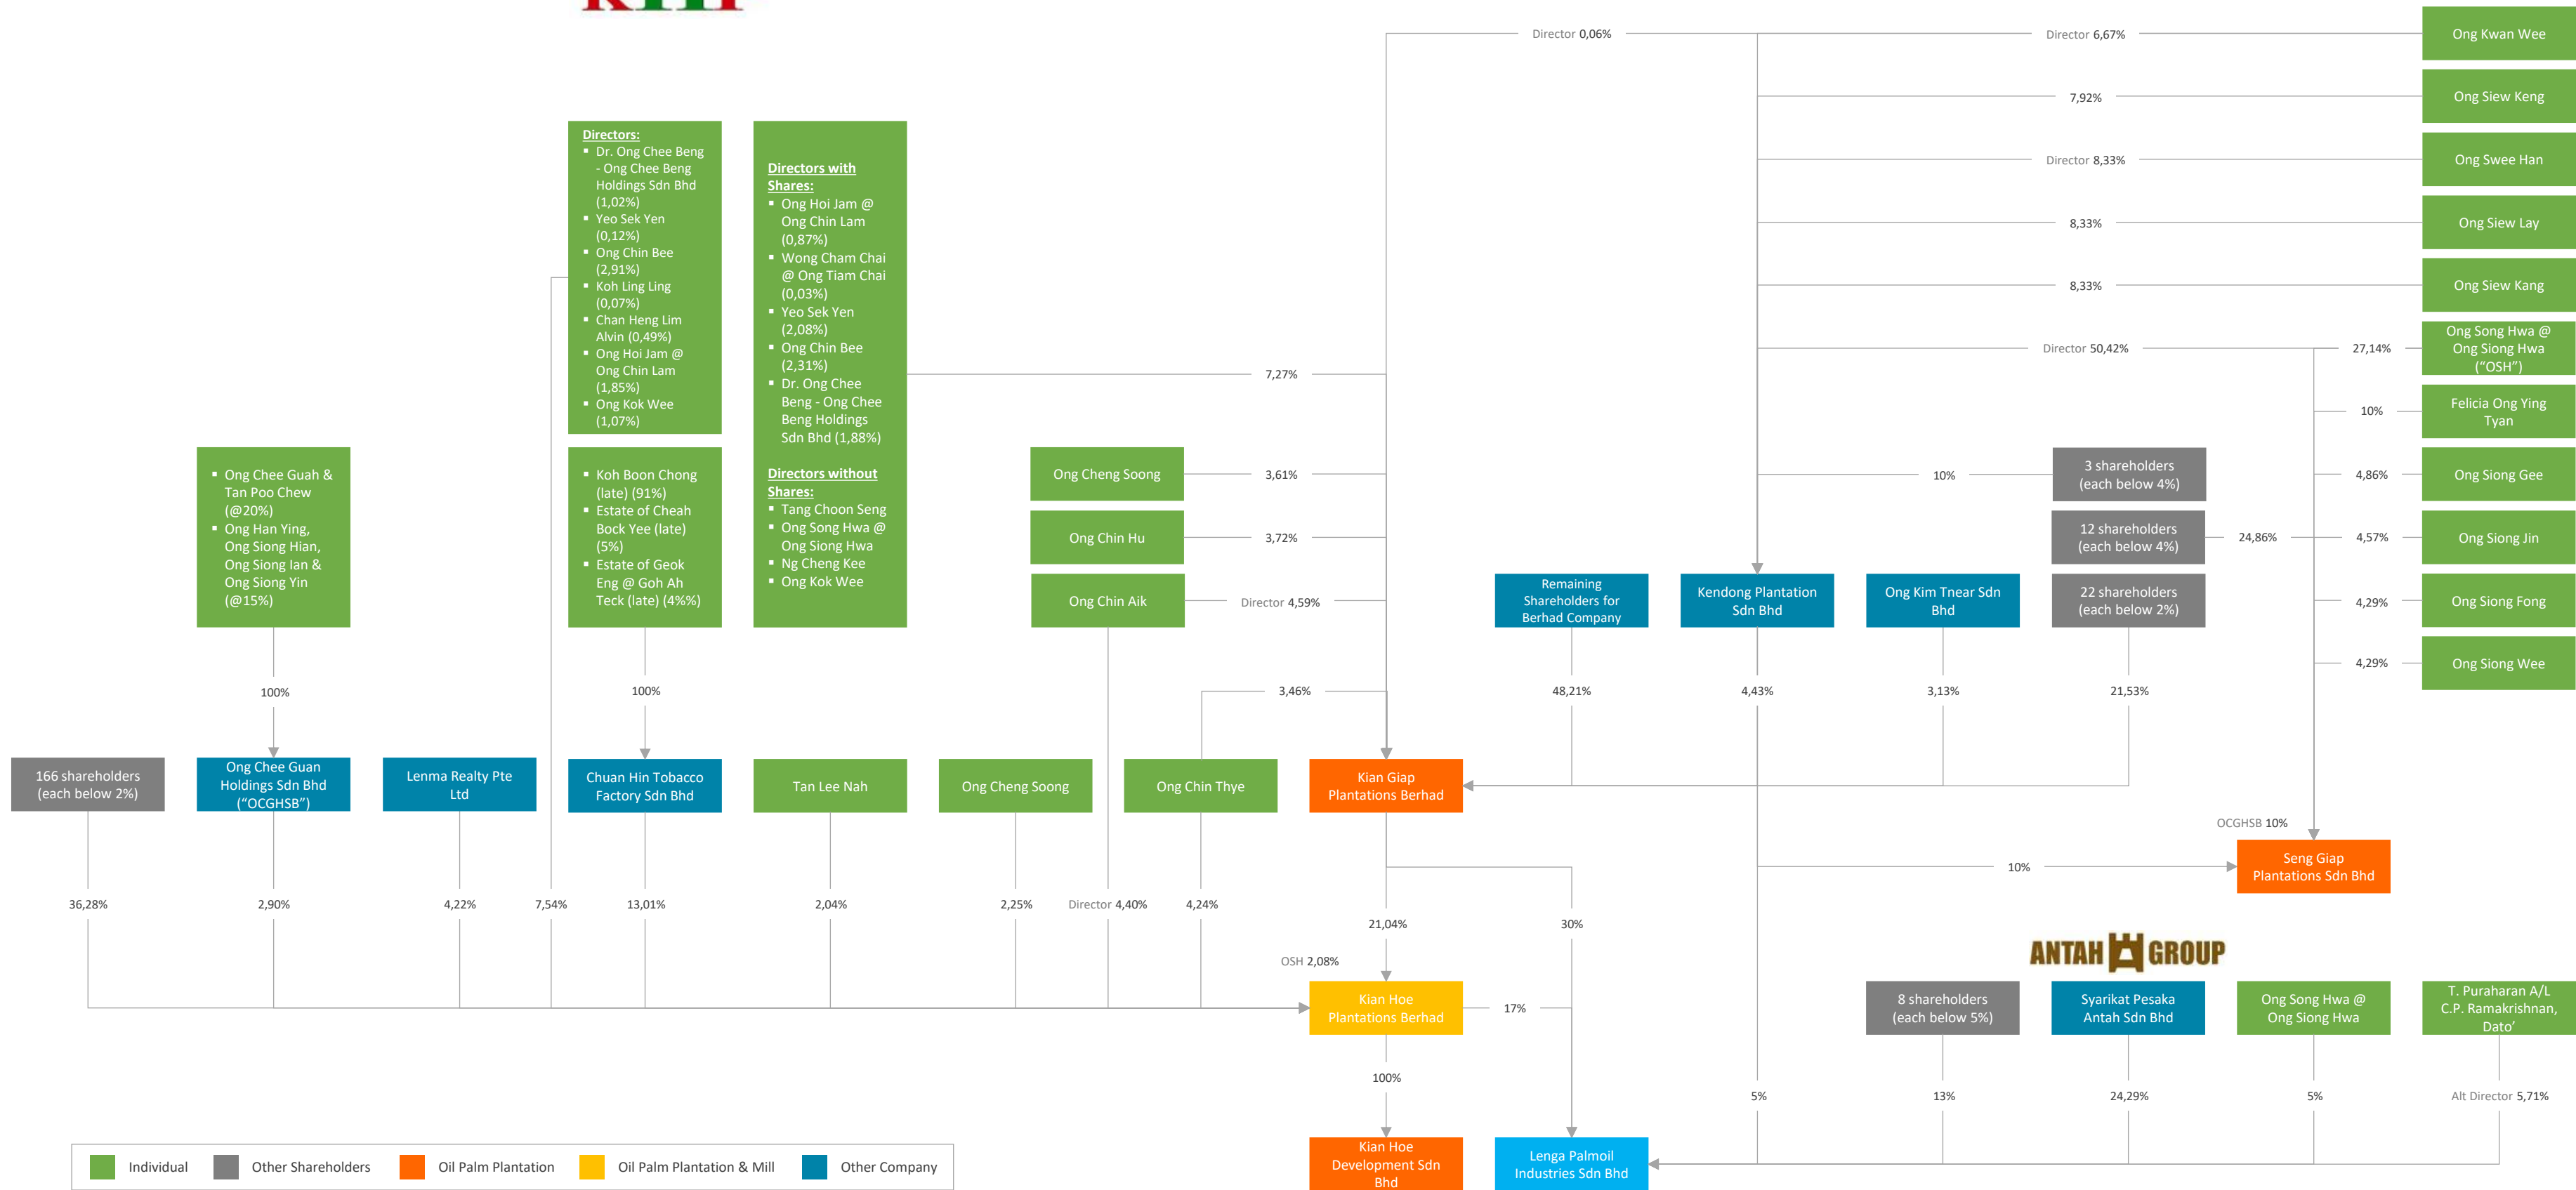 Director 0,06%
Director 6,67%
Ong Kwan Wee
7,92%
Ong Siew Keng
Director 8,33%
Ong Swee Han
8,33%
Ong Siew Lay
8,33%
Ong Siew Kang
Director 50,42%
27,14%
Ong Song Hwa @
Ong Siong Hwa
(“OSH”)
10%
Felicia Ong Ying
Tyan
4,86%
Ong Siong Gee
4,57%
Ong Siong Jin
4,29%
Ong Siong Fong
4,29%
Ong Siong Wee
Directors:
▪ Dr. Ong Chee Beng
- Ong Chee Beng
Holdings Sdn Bhd
(1,02%)
▪ Yeo Sek Yen
(0,12%)
▪ Ong Chin Bee
(2,91%)
▪ Koh Ling Ling
(0,07%)
▪ Chan Heng Lim
Alvin (0,49%)
▪ Ong Hoi Jam @
Ong Chin Lam
(1,85%)
▪ Ong Kok Wee
(1,07%)
Directors with
Shares:
▪ Ong Hoi Jam @
Ong Chin Lam
(0,87%)
▪ Wong Cham Chai
@ Ong Tiam Chai
(0,03%)
▪ Yeo Sek Yen
(2,08%)
▪ Ong Chin Bee
(2,31%)
▪ Dr. Ong Chee
Beng - Ong Chee
Beng Holdings
Sdn Bhd (1,88%)
Directors without
Shares:
▪ Tang Choon Seng
▪ Ong Song Hwa @
Ong Siong Hwa
▪ Ng Cheng Kee
▪ Ong Kok Wee
7,27%
▪ Ong Chee Guah &
Tan Poo Chew
(@20%)
▪ Ong Han Ying,
Ong Siong Hian,
Ong Siong Ian &
Ong Siong Yin
(@15%)
▪ Koh Boon Chong
(late) (91%)
▪ Estate of Cheah
Bock Yee (late)
(5%)
▪ Estate of Geok
Eng @ Goh Ah
Teck (late) (4%%)
Ong Cheng Soong
3,61%
Ong Chin Hu
3,72%
Ong Chin Aik
Director 4,59%
10%
3 shareholders
(each below 4%)
12 shareholders
(each below 4%)
24,86%
22 shareholders
(each below 2%)
Remaining
Shareholders for
Berhad Company
Kendong Plantation
Sdn Bhd
Ong Kim Tnear Sdn
Bhd
100%
100%
3,46%
48,21%
4,43%
3,13%
21,53%
166 shareholders
(each below 2%)
Ong Chee Guan
Holdings Sdn Bhd
(“OCGHSB”)
Lenma Realty Pte
Ltd
Chuan Hin Tobacco
Factory Sdn Bhd
Tan Lee Nah
Ong Cheng Soong
Ong Chin Thye
Kian Giap
Plantations Berhad
OCGHSB 10%
10%
Seng Giap
Plantations Sdn Bhd
36,28%
2,90%
4,22%
7,54%
13,01%
2,04%
2,25%
Director 4,40%
4,24%
21,04%
30%
OSH 2,08%
ANTAH GROUP
Kian Hoe
Plantations Berhad
17%
8 shareholders
(each below 5%)
Syarikat Pesaka
Antah Sdn Bhd
Ong Song Hwa @
Ong Siong Hwa
T. Puraharan A/L
C.P. Ramakrishnan,
Dato’
100%
5%
13%
24,29%
5%
Alt Director 5,71%
Kian Hoe
Development Sdn
Bhd
Lenga Palmoil
Industries Sdn Bhd
Individual
Other Shareholders
Oil Palm Plantation
Oil Palm Plantation & Mill
Other Company